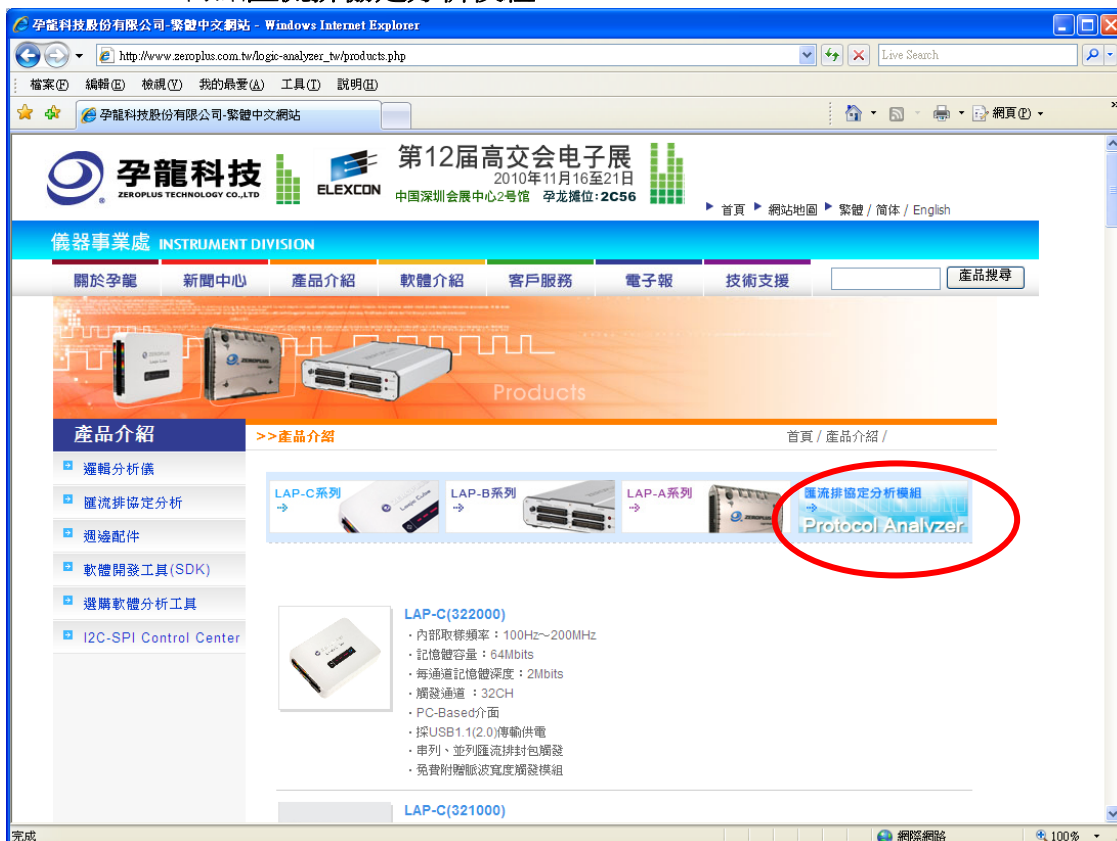 孕龍科技股份有限公司-繁體中文網站 - Windows Internet Explorer
http://www.zeroplus.com.tw/logic-analyzer_tw/products.php
Live Search
檔案(F) 編輯(E) 檢視(V) 我的最愛(A) 工具(T) 說明(H)
孕龍科技股份有限公司-繁體中文網站
網頁(P)
孕龍科技
ZEROPLUS TECHNOLOGY CO.,LTD
ELEXCON
第12届高交会电子展
2010年11月16至21日
中国深圳会展中心2号馆 孕龙摊位:2C56
首頁 網站地圖 繁體 / 簡体 / English
儀器事業處 INSTRUMENT DIVISION
關於孕龍 新聞中心 產品介紹 軟體介紹 客戶服務 電子報 技術支援 產品搜尋
Products
產品介紹
>>產品介紹
首頁 / 產品介紹 /
邏輯分析儀
匯流排協定分析
週邊配件
軟體開發工具(SDK)
選購軟體分析工具
I2C-SPI Control Center
LAP-C系列
LAP-B系列
LAP-A系列
匯流排協定分析模組
Protocol Analyzer
LAP-C(322000)
‧內部取樣頻率：100Hz～200MHz
‧記憶體容量：64Mbits
‧每通道記憶體深度：2Mbits
‧觸發通道 ：32CH
‧PC-Based介面
‧採USB1.1(2.0)傳輸供電
‧串列、並列匯流排封包觸發
‧免費附贈脈波寬度觸發模組
LAP-C(321000)
完成
網際網路
100%